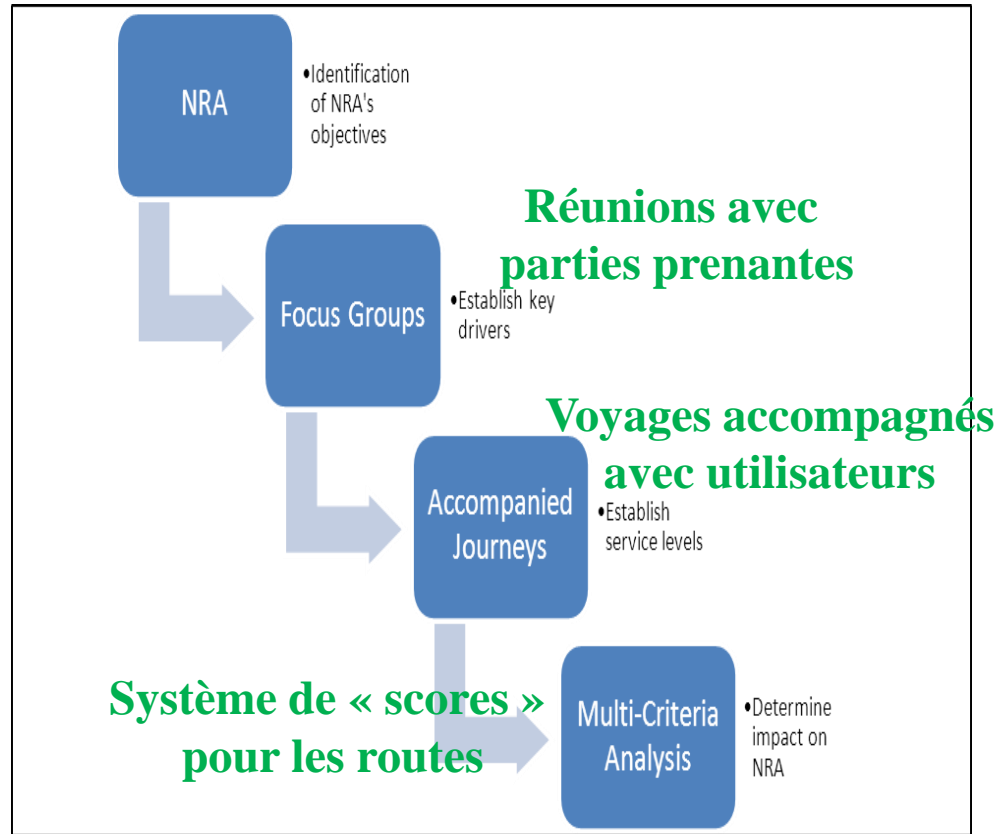 NRA
•Identification
of NRA's
objectives
Réunions avec
parties prenantes
Focus Groups
•Establish key
drivers
Voyages accompagnés
avec utilisateurs
Accompanied
Journeys
•Establish
service levels
Système de « scores »
pour les routes
Multi-Criteria
Analysis
•Determine
impact on
NRA